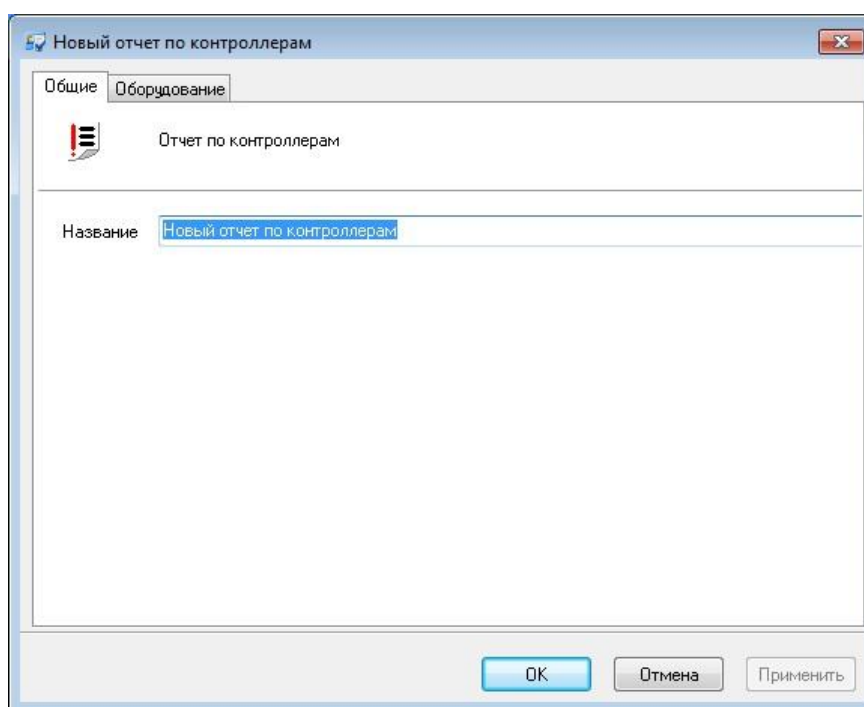 Новый отчет по контроллерам
Общие
Оборудование
Отчет по контроллерам
Название
Новый отчет по контроллерам
OK
Отмена
Применить